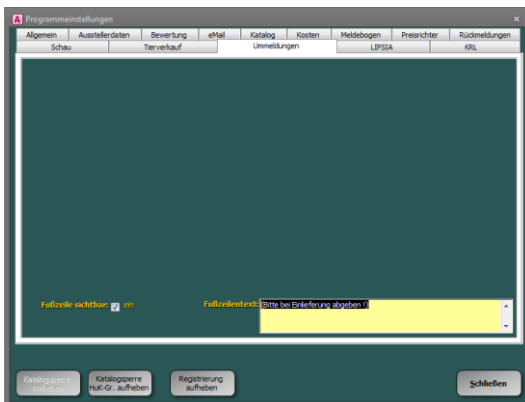 Programmeinstellungen
Allgemein Ausstellerdaten Bewertung eMail Katalog Kosten Meldebogen Preisrichter Rückmeldungen
Schau Tierverkauf Ummeldungen LIPSIA KRL
Fußzeile sichtbar: ein Fußzeilentext: (Bitte bei Einlieferung abgeben !)
Katalogsperre aufheben
Katalogsperre HuK-Gr. aufheben
Registrierung aufheben
Schließen